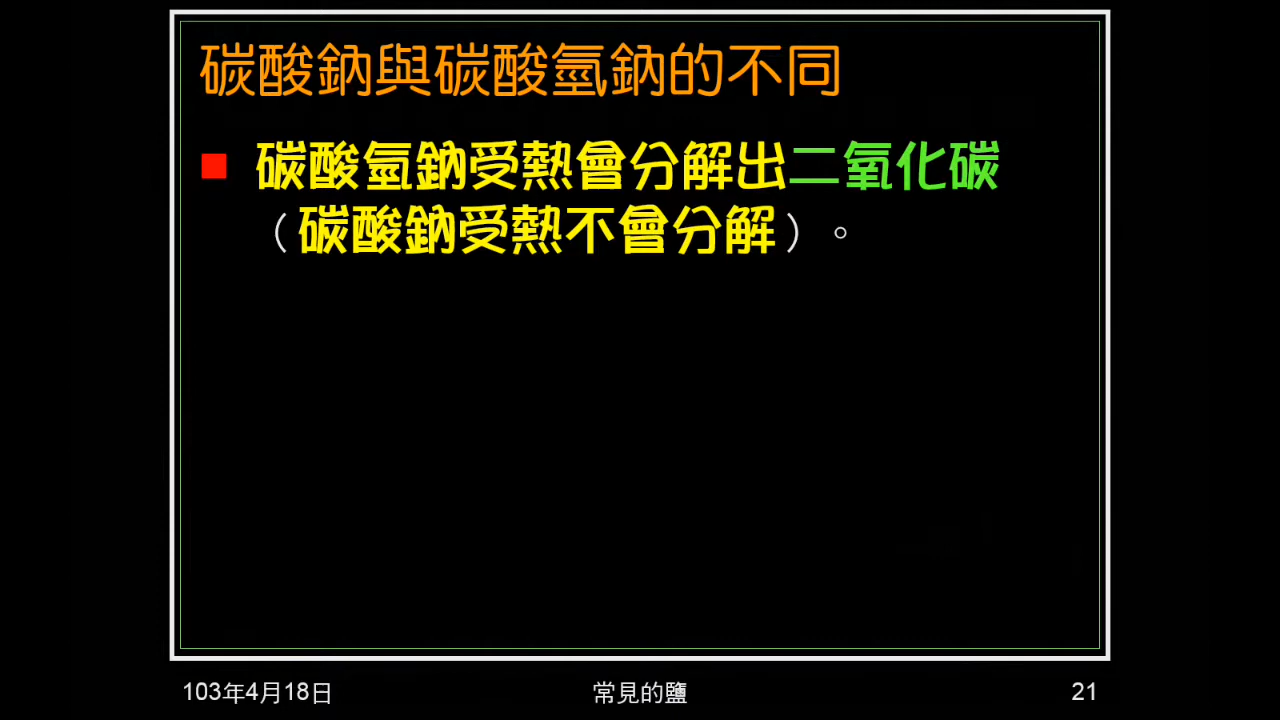 碳酸鈉與碳酸氫鈉的不同
碳酸氫鈉受熱會分解出二氧化碳
（碳酸鈉受熱不會分解）。
103年4月18日
常見的鹽
21